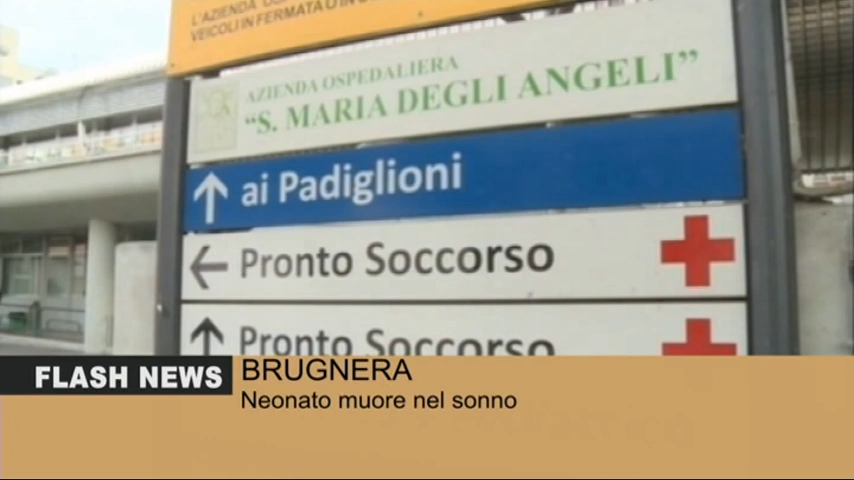 L'AZIENDA
VEICOLI IN FERMATA O IN
AZIENDA OSPEDALIERA
“S. MARIA DEGLI ANGELI”
ai Padiglioni
Pronto Soccorso
Pronto Soccorso
FLASH NEWS
BRUGNERA
Neonato muore nel sonno